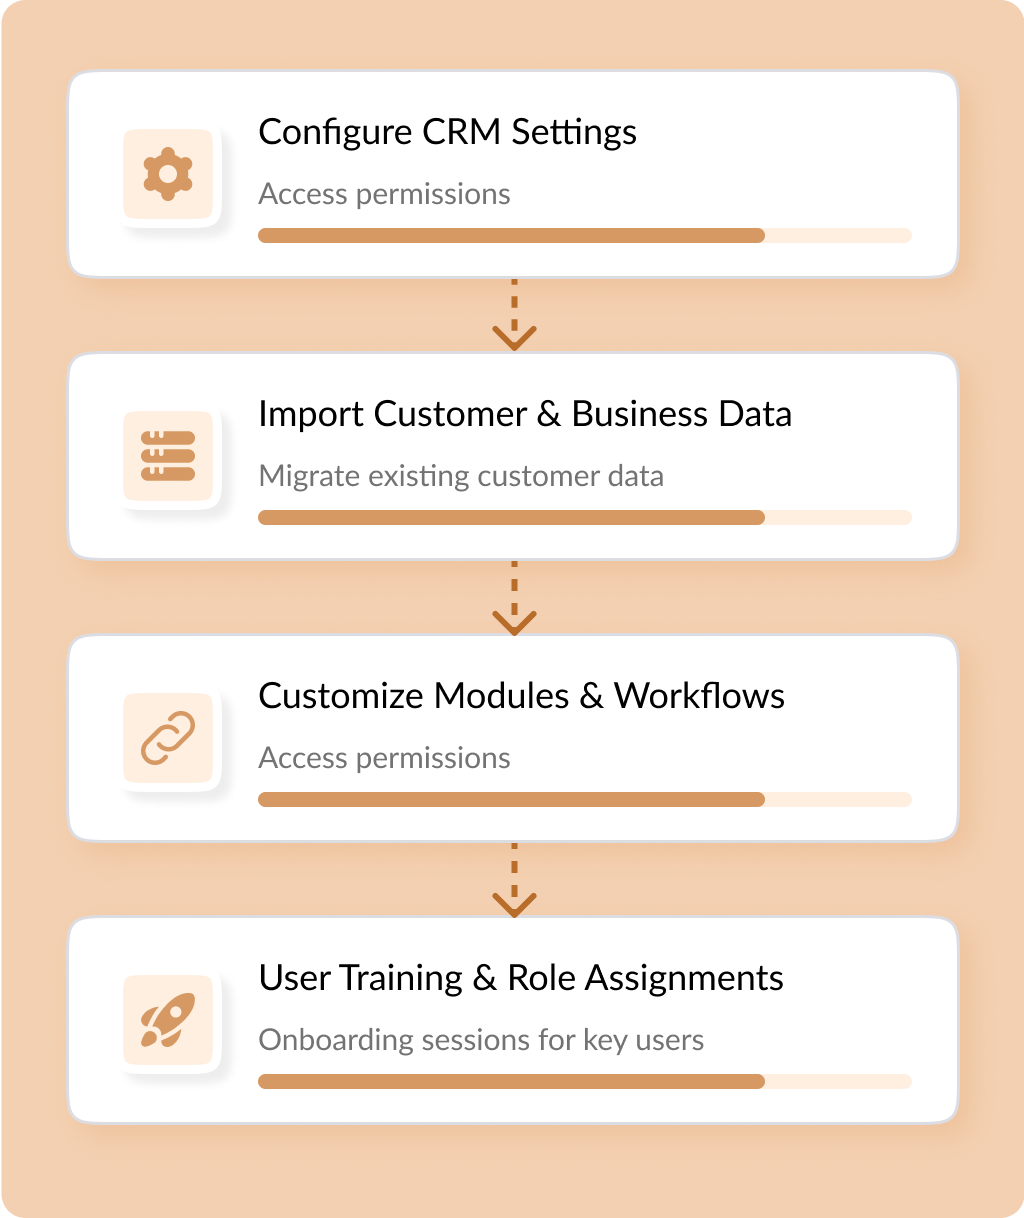 Configure CRM Settings
Access permissions
Import Customer & Business Data
Migrate existing customer data
Customize Modules & Workflows
Access permissions
User Training & Role Assignments
Onboarding sessions for key users